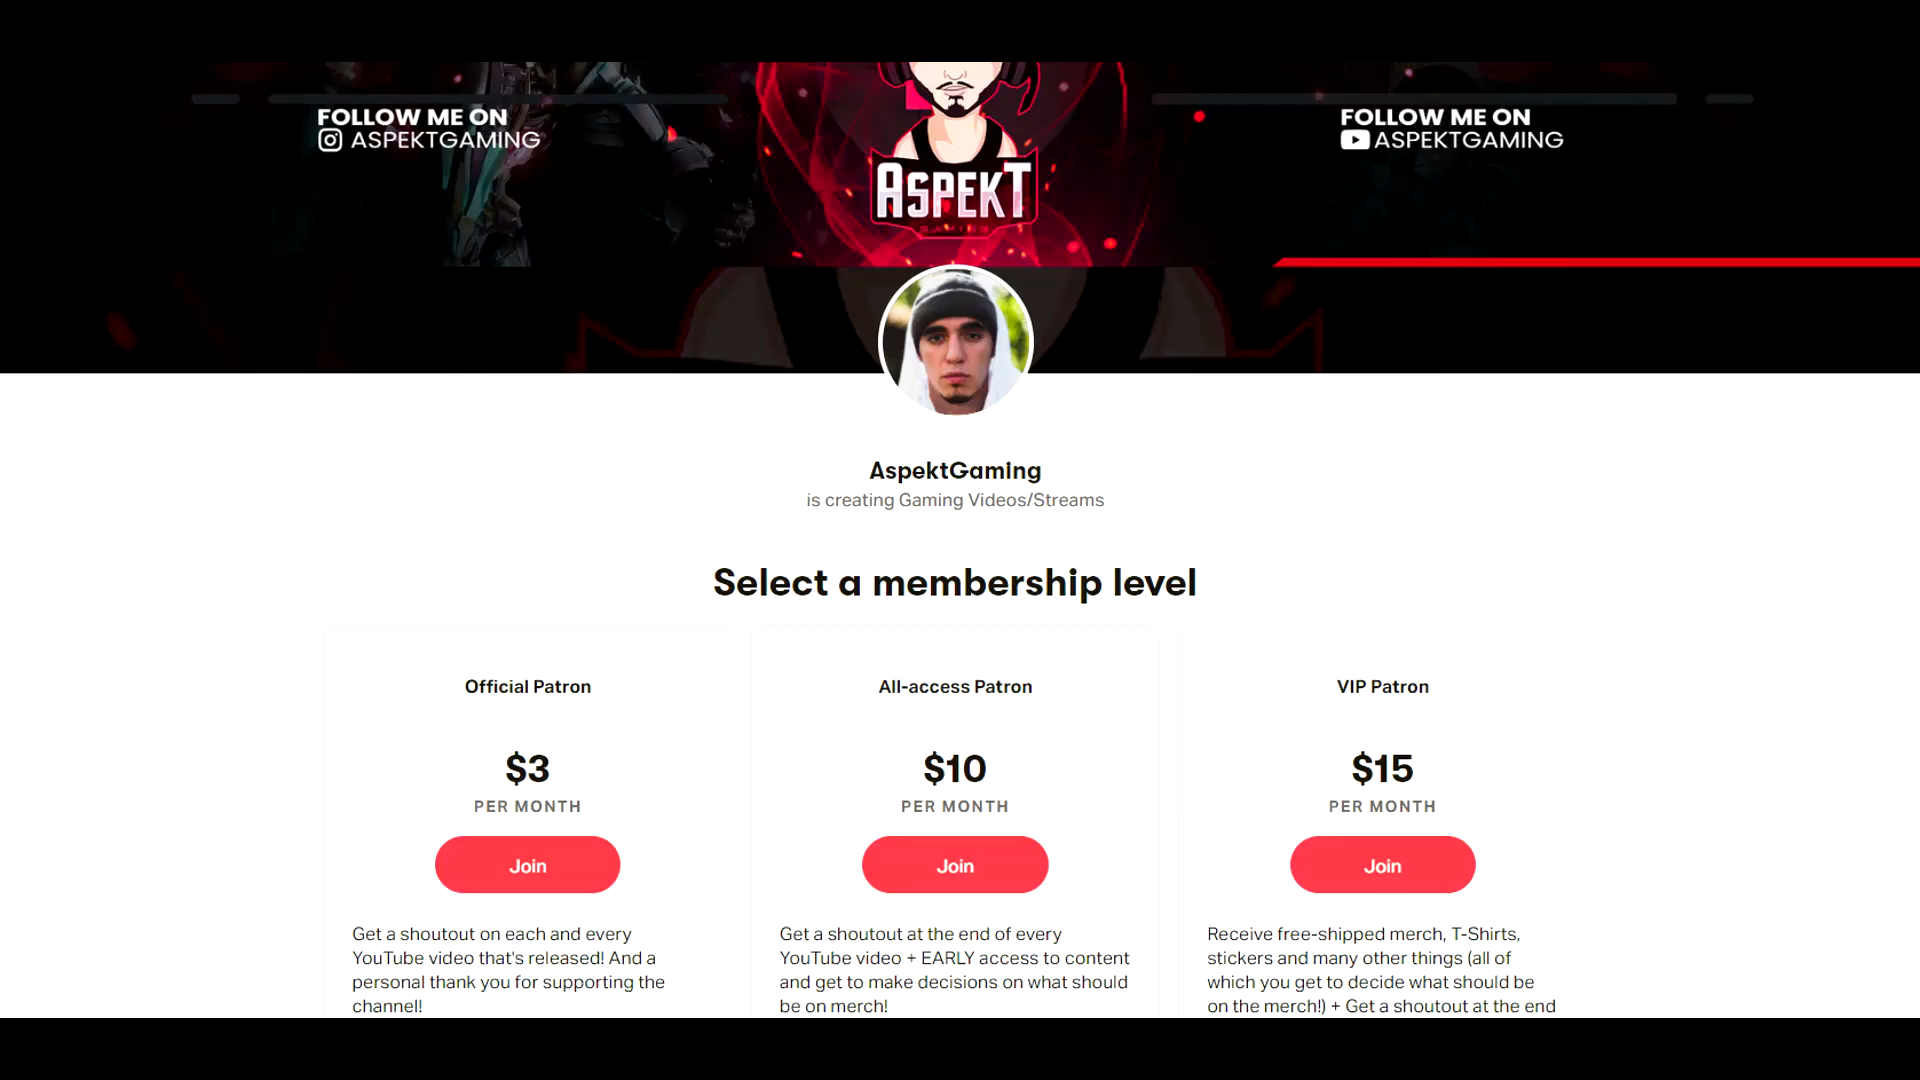 FOLLOW ME ON
ASPEKTGAMING
ASPEKT
GAMING
FOLLOW ME ON
ASPEKTGAMING
AspektGaming
is creating Gaming Videos/Streams
Select a membership level
Official Patron
$3
PER MONTH
Join
Get a shoutout on each and every
YouTube video that's released! And a
personal thank you for supporting the
channel!
All-access Patron
$10
PER MONTH
Join
Get a shoutout at the end of every
YouTube video + EARLY access to content
and get to make decisions on what should
be on merch!
VIP Patron
$15
PER MONTH
Join
Receive free-shipped merch, T-Shirts,
stickers and many other things (all of
which you get to decide what should be
on the merch!) + Get a shoutout at the end